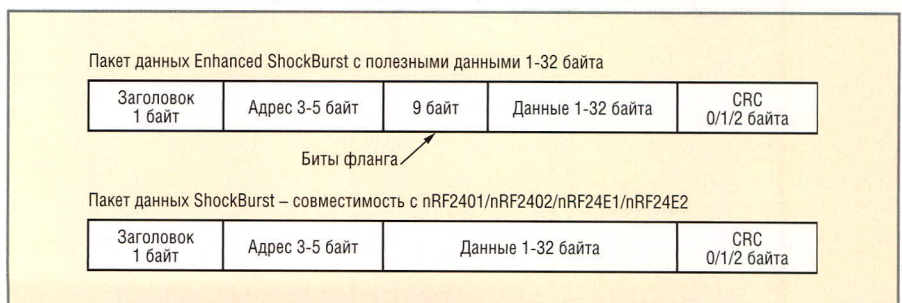 Пакет данных Enhanced ShockBurst с полезными данными 1-32 байта
Заголовок
1 байт
Адрес 3-5 байт
9 байт
Данные 1-32 байта
CRC
0/1/2 байта
Биты фланга
Пакет данных ShockBurst – совместимость с nRF2401/nRF2402/nRF24E1/nRF24E2
Заголовок
1 байт
Адрес 3-5 байт
Данные 1-32 байта
CRC
0/1/2 байта